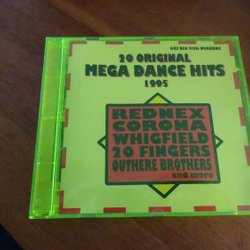 AUS DER VIVA-WERBUNG
20 ORIGINAL
MEGA DANCE HITS
1995
REDNEX
CORONA
WHIGFIELD
20 FINGERS
OUTHERE BROTHERS
and more